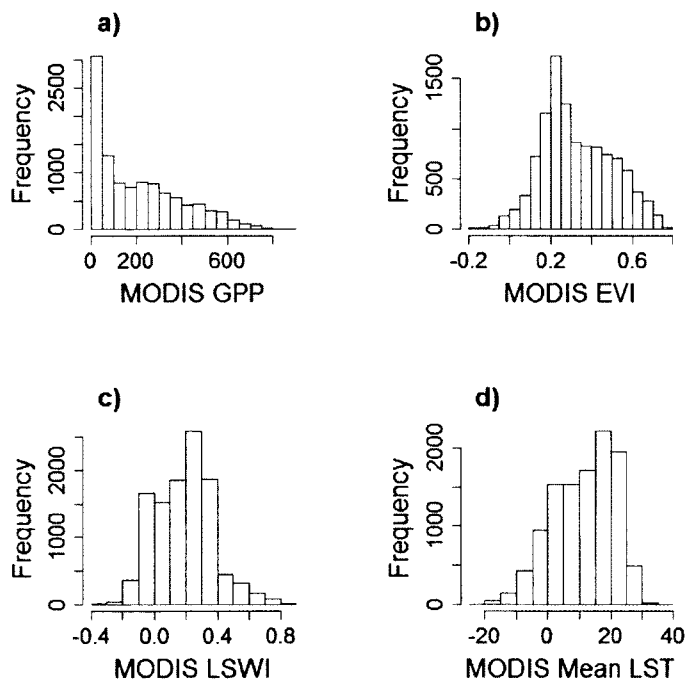 a)
Frequency
0 1000 2500
0 200 600
MODIS GPP
b)
Frequency
0 500 1500
-0.2 0.2 0.6
MODIS EVI
c)
Frequency
0 1000 2000
-0.4 0.0 0.4 0.8
MODIS LSWI
d)
Frequency
0 1000 2000
-20 0 20 40
MODIS Mean LST